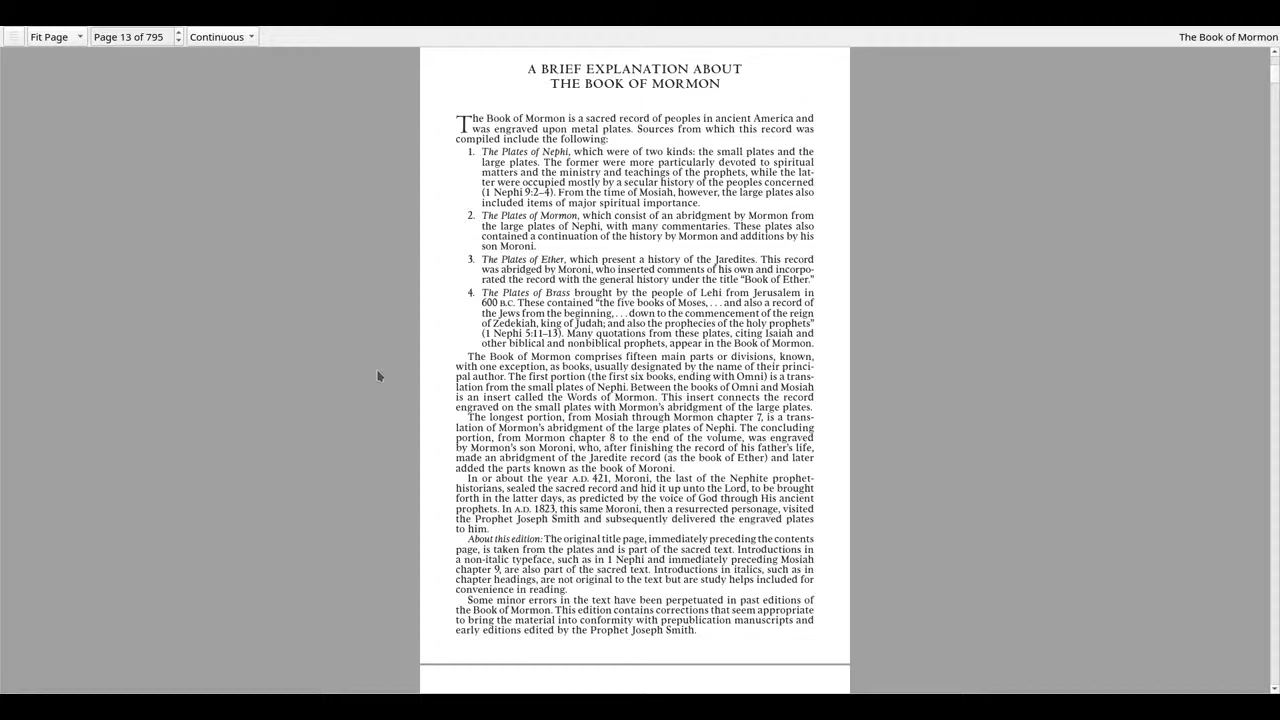 Fit Page
Page 13 of 795
Continuous
The Book of Mormon
A BRIEF EXPLANATION ABOUT
THE BOOK OF MORMON
The Book of Mormon is a sacred record of peoples in ancient America and
was engraved upon metal plates. Sources from which this record was
compiled include the following:
1. The Plates of Nephi, which were of two kinds: the small plates and the
large plates. The former were more particularly devoted to spiritual
matters and the ministry and teachings of the prophets, while the lat-
ter were occupied mostly by a secular history of the peoples concerned
(1 Nephi 9:2–4). From the time of Mosiah, however, the large plates also
included items of major spiritual importance.
2. The Plates of Mormon, which consist of an abridgment by Mormon from
the large plates of Nephi, with many commentaries. These plates also
contained a continuation of the history by Mormon and additions by his
son Moroni.
3. The Plates of Ether, which present a history of the Jaredites. This record
was abridged by Moroni, who inserted comments of his own and incorpo-
rated the record with the general history under the title “Book of Ether.”
4. The Plates of Brass brought by the people of Lehi from Jerusalem in
600 B.C. These contained “the five books of Moses, . . . and also a record of
the Jews from the beginning, . . . down to the commencement of the reign
of Zedekiah, king of Judah; and also the prophecies of the holy prophets”
(1 Nephi 5:11–13). Many quotations from these plates, citing Isaiah and
other biblical and nonbiblical prophets, appear in the Book of Mormon.
The Book of Mormon comprises fifteen main parts or divisions, known,
with one exception, as books, usually designated by the name of their princi-
pal author. The first portion (the first six books, ending with Omni) is a trans-
lation from the small plates of Nephi. Between the books of Omni and Mosiah
is an insert called the Words of Mormon. This insert connects the record
engraved on the small plates with Mormon’s abridgment of the large plates.
The longest portion, from Mosiah through Mormon chapter 7, is a trans-
lation of Mormon’s abridgment of the large plates of Nephi. The concluding
portion, from Mormon chapter 8 to the end of the volume, was engraved
by Mormon’s son Moroni, who, after finishing the record of his father’s life,
made an abridgment of the Jaredite record (as the book of Ether) and later
added the parts known as the book of Moroni.
In or about the year A.D. 421, Moroni, the last of the Nephite prophet-
historians, sealed the sacred record and hid it up unto the Lord, to be brought
forth in the latter days, as predicted by the voice of God through His ancient
prophets. In A.D. 1823, this same Moroni, then a resurrected personage, visited
the Prophet Joseph Smith and subsequently delivered the engraved plates
to him.
About this edition: The original title page, immediately preceding the contents
page, is taken from the plates and is part of the sacred text. Introductions in
a non-italic typeface, such as in 1 Nephi and immediately preceding Mosiah
chapter 9, are also part of the sacred text. Introductions in italics, such as in
chapter headings, are not original to the text but are study helps included for
convenience in reading.
Some minor errors in the text have been perpetuated in past editions of
the Book of Mormon. This edition contains corrections that seem appropriate
to bring the material into conformity with prepublication manuscripts and
early editions edited by the Prophet Joseph Smith.